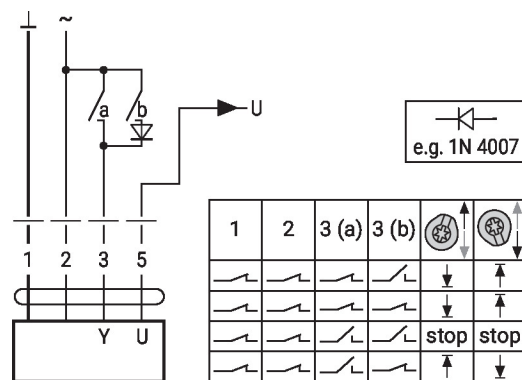 ⊥ ~
a b
U
e.g. 1N 4007
1 2 3 5
Y U
1 2 3 (a) 3 (b)
stop stop